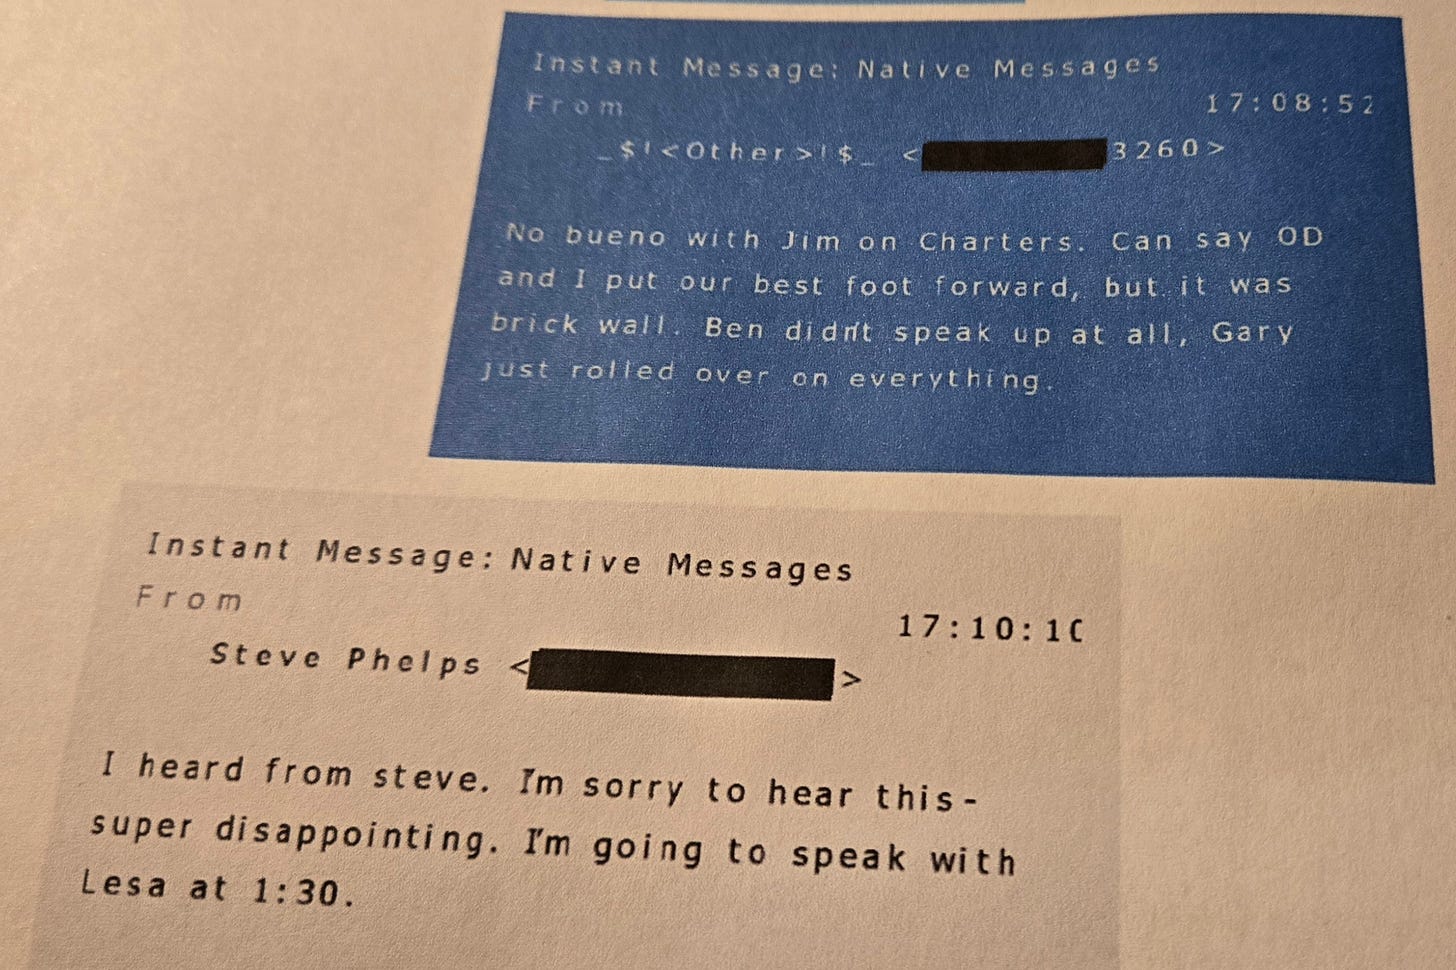 Instant Message: Native Messages
From
17:08:52
_$!<Other>!$_ < 3260>
No bueno with Jim on Charters. Can say OD
and I put our best foot forward, but it was
brick wall. Ben didn't speak up at all, Gary
just rolled over on everything.
Instant Message: Native Messages
From
17:10:10
Steve Phelps < >
I heard from steve. I'm sorry to hear this-
super disappointing. I'm going to speak with
Lesa at 1:30.